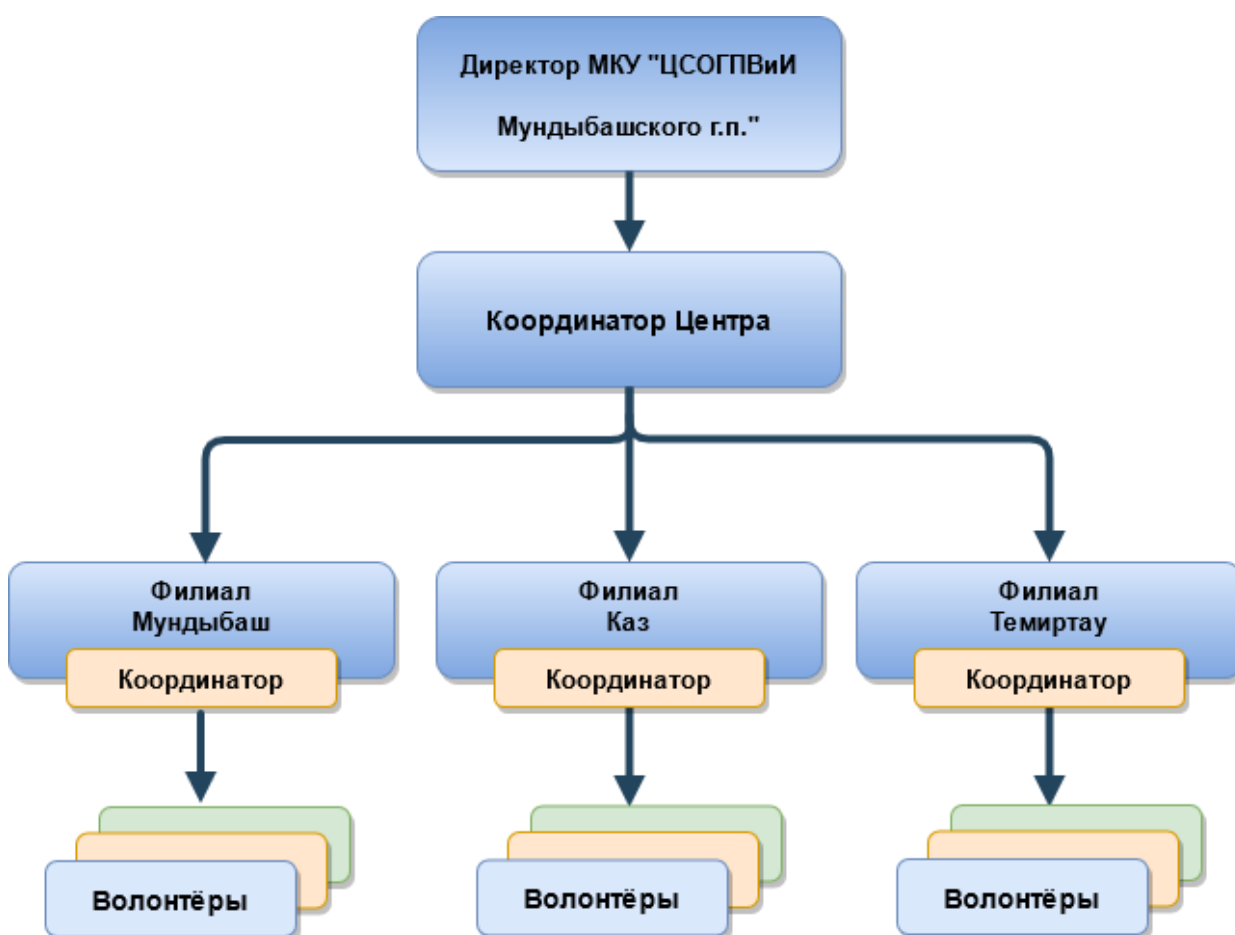 Директор МКУ "ЦСОГПВиИ
Мундыбашского г.п."
Координатор Центра
Филиал
Мундыбаш
Координатор
Филиал
Каз
Координатор
Филиал
Темиртау
Координатор
Волонтёры
Волонтёры
Волонтёры